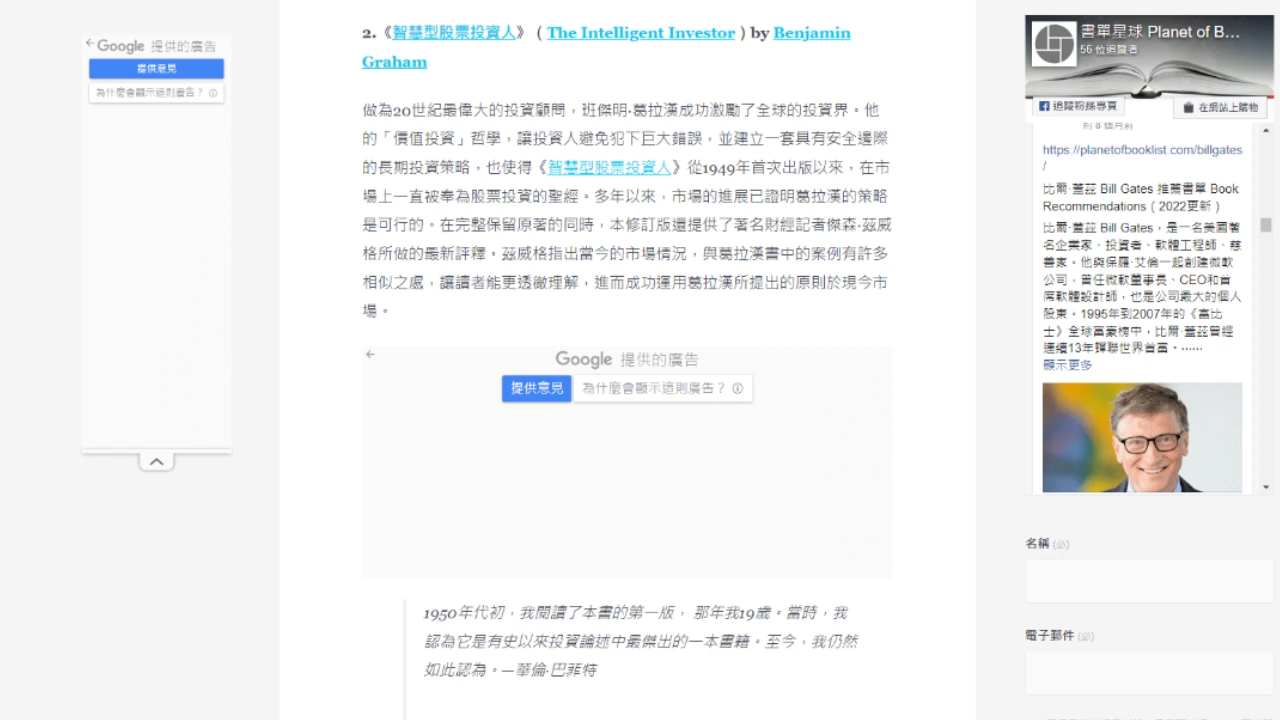 Google 提供的廣告
提供意見
為什麼會顯示這則廣告？
2.《智慧型股票投資人》（The Intelligent Investor）by Benjamin
Graham
做為20世紀最偉大的投資顧問，班傑明·葛拉漢成功激勵了全球的投資界。他
的「價值投資」哲學，讓投資人避免犯下巨大錯誤，並建立一套具有安全邊際
的長期投資策略，也使得《智慧型股票投資人》從1949年首次出版以來，在市
場上一直被奉為股票投資的聖經。多年以來，市場的進展已證明葛拉漢的策略
是可行的。在完整保留原著的同時，本修訂版還提供了著名財經記者傑森·茲威
格所做的最新評釋。茲威格指出當今的市場情況，與葛拉漢書中的案例有許多
相似之處，讓讀者能更透徹理解，進而成功運用葛拉漢所提出的原則於現今市
場。
Google 提供的廣告
提供意見 為什麼會顯示這則廣告？
1950年代初，我閱讀了本書的第一版， 那年我19歲。當時，我
認為它是有史以來投資論述中最傑出的一本書籍。至今，我仍然
如此認為。—華倫·巴菲特
書單星球 Planet of B...
56 位追蹤者
追蹤粉絲專頁 在網站上購物
約 8 個月前
https://planetofbooklist.com/billgates
/
比爾·蓋茲 Bill Gates 推薦書單 Book
Recommendations（2022更新）
比爾·蓋茲 Bill Gates，是一名美國著
名企業家、投資者、軟體工程師、慈
善家。他與保羅·艾倫一起創建微軟
公司，曾任微軟董事長、CEO和首
席軟體設計師，也是公司最大的個人
股東。1995年到2007年的《富比
士》全球富豪榜中，比爾·蓋茲曾經
連續13年蟬聯世界首富。......
顯示更多
名稱 (必)
電子郵件 (必)